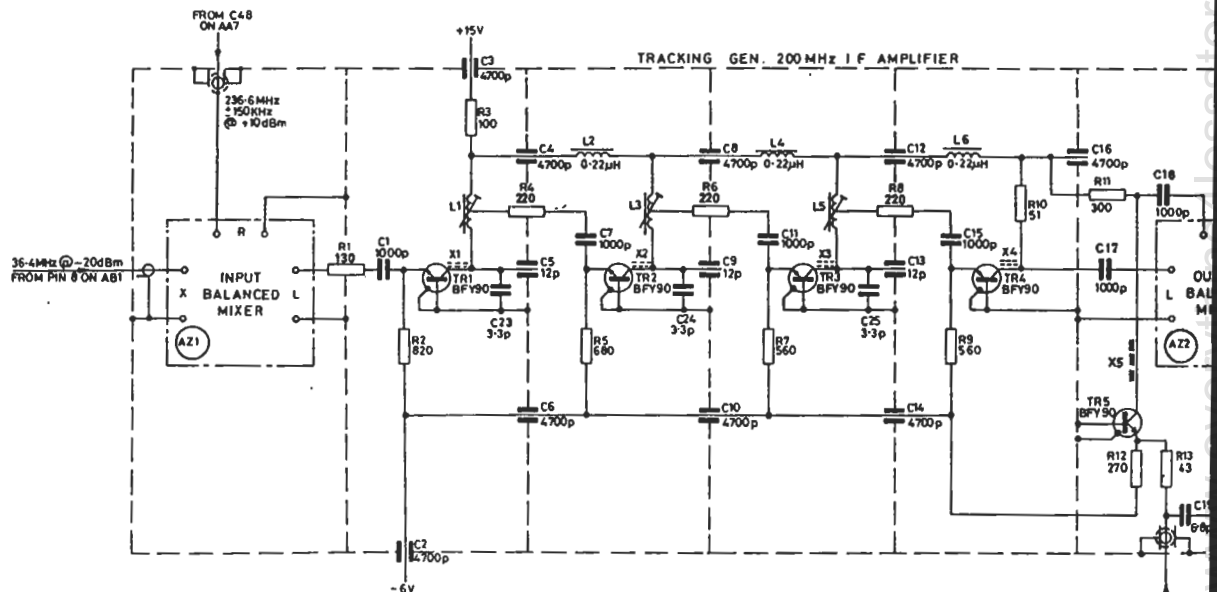 FROM C48
ON AA7
+15V
TRACKING GEN. 200MHz I F AMPLIFIER
C3
4700p
236·6MHz
±150KHz
@ +10dBm
R3
100
C4
4700p
L2
0·22µH
C8
4700p
L4
0·22µH
C12
4700p
L6
0·22µH
C16
4700p
R4
220
R6
220
R8
220
R10
51
R11
300
C18
1000p
L1
L3
L5
R
C7
1000p
C11
1000p
C15
1000p
C17
1000p
36·4MHz @ -20dBm
FROM PIN 8 ON AB1
R1
130
C1
1000p
X1
X2
X3
X4
C5
12p
C9
12p
C13
12p
X
INPUT
BALANCED
MIXER
L
X
L
AZ1
TR1
BFY90
TR2
BFY90
TR3
BFY90
TR4
BFY90
L
OU
BAL
MI
AZ2
C23
3·3p
C24
3·3p
C25
3·3p
R2
820
R5
680
R7
560
R9
560
X5
C6
4700p
C10
4700p
C14
4700p
TR5
BFY90
R12
270
R13
43
C19
6·8p
C2
4700p
-6V